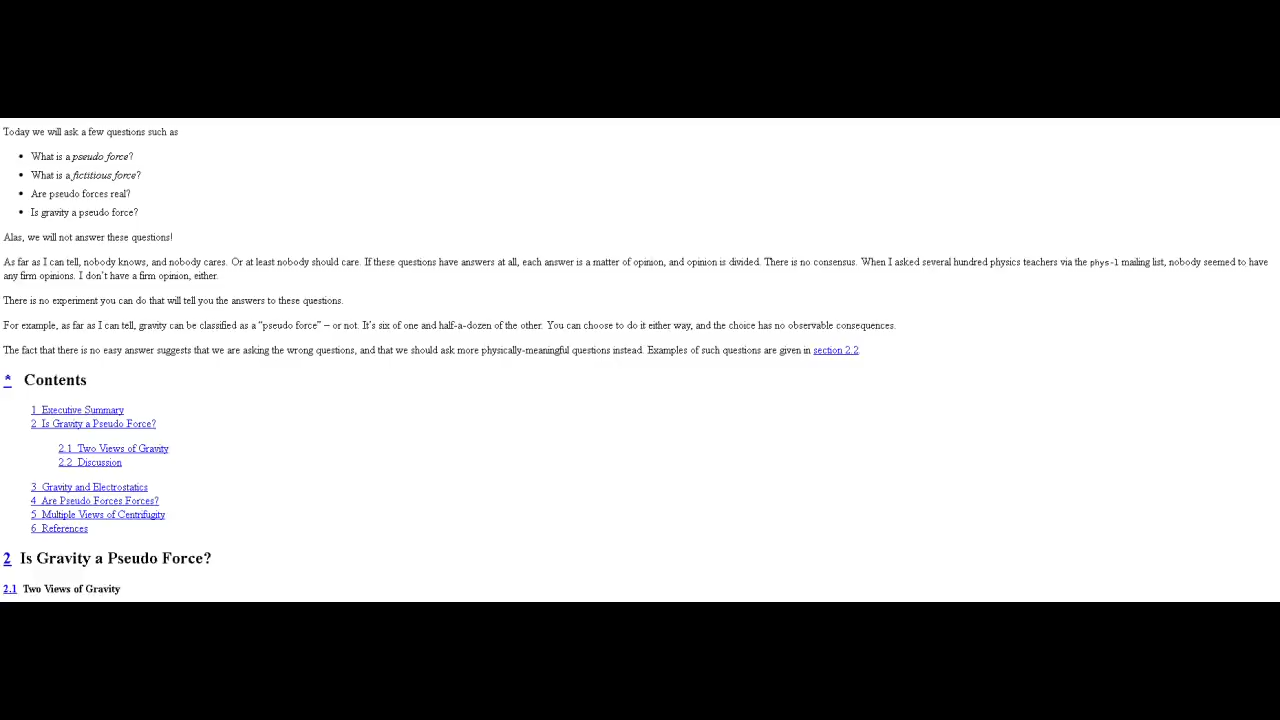 Today we will ask a few questions such as
• What is a pseudo force?
• What is a fictitious force?
• Are pseudo forces real?
• Is gravity a pseudo force?
Alas, we will not answer these questions!
As far as I can tell, nobody knows, and nobody cares. Or at least nobody should care. If these questions have answers at all, each answer is a matter of opinion, and opinion is divided. There is no consensus. When I asked several hundred physics teachers via the phys-l mailing list, nobody seemed to have
any firm opinions. I don't have a firm opinion, either.
There is no experiment you can do that will tell you the answers to these questions.
For example, as far as I can tell, gravity can be classified as a “pseudo force” – or not. It's six of one and half-a-dozen of the other. You can choose to do it either way, and the choice has no observable consequences.
The fact that there is no easy answer suggests that we are asking the wrong questions, and that we should ask more physically-meaningful questions instead. Examples of such questions are given in section 2.2.
* Contents
1 Executive Summary
2 Is Gravity a Pseudo Force?
2.1 Two Views of Gravity
2.2 Discussion
3 Gravity and Electrostatics
4 Are Pseudo Forces Forces?
5 Multiple Views of Centrifugity
6 References
2 Is Gravity a Pseudo Force?
2.1 Two Views of Gravity